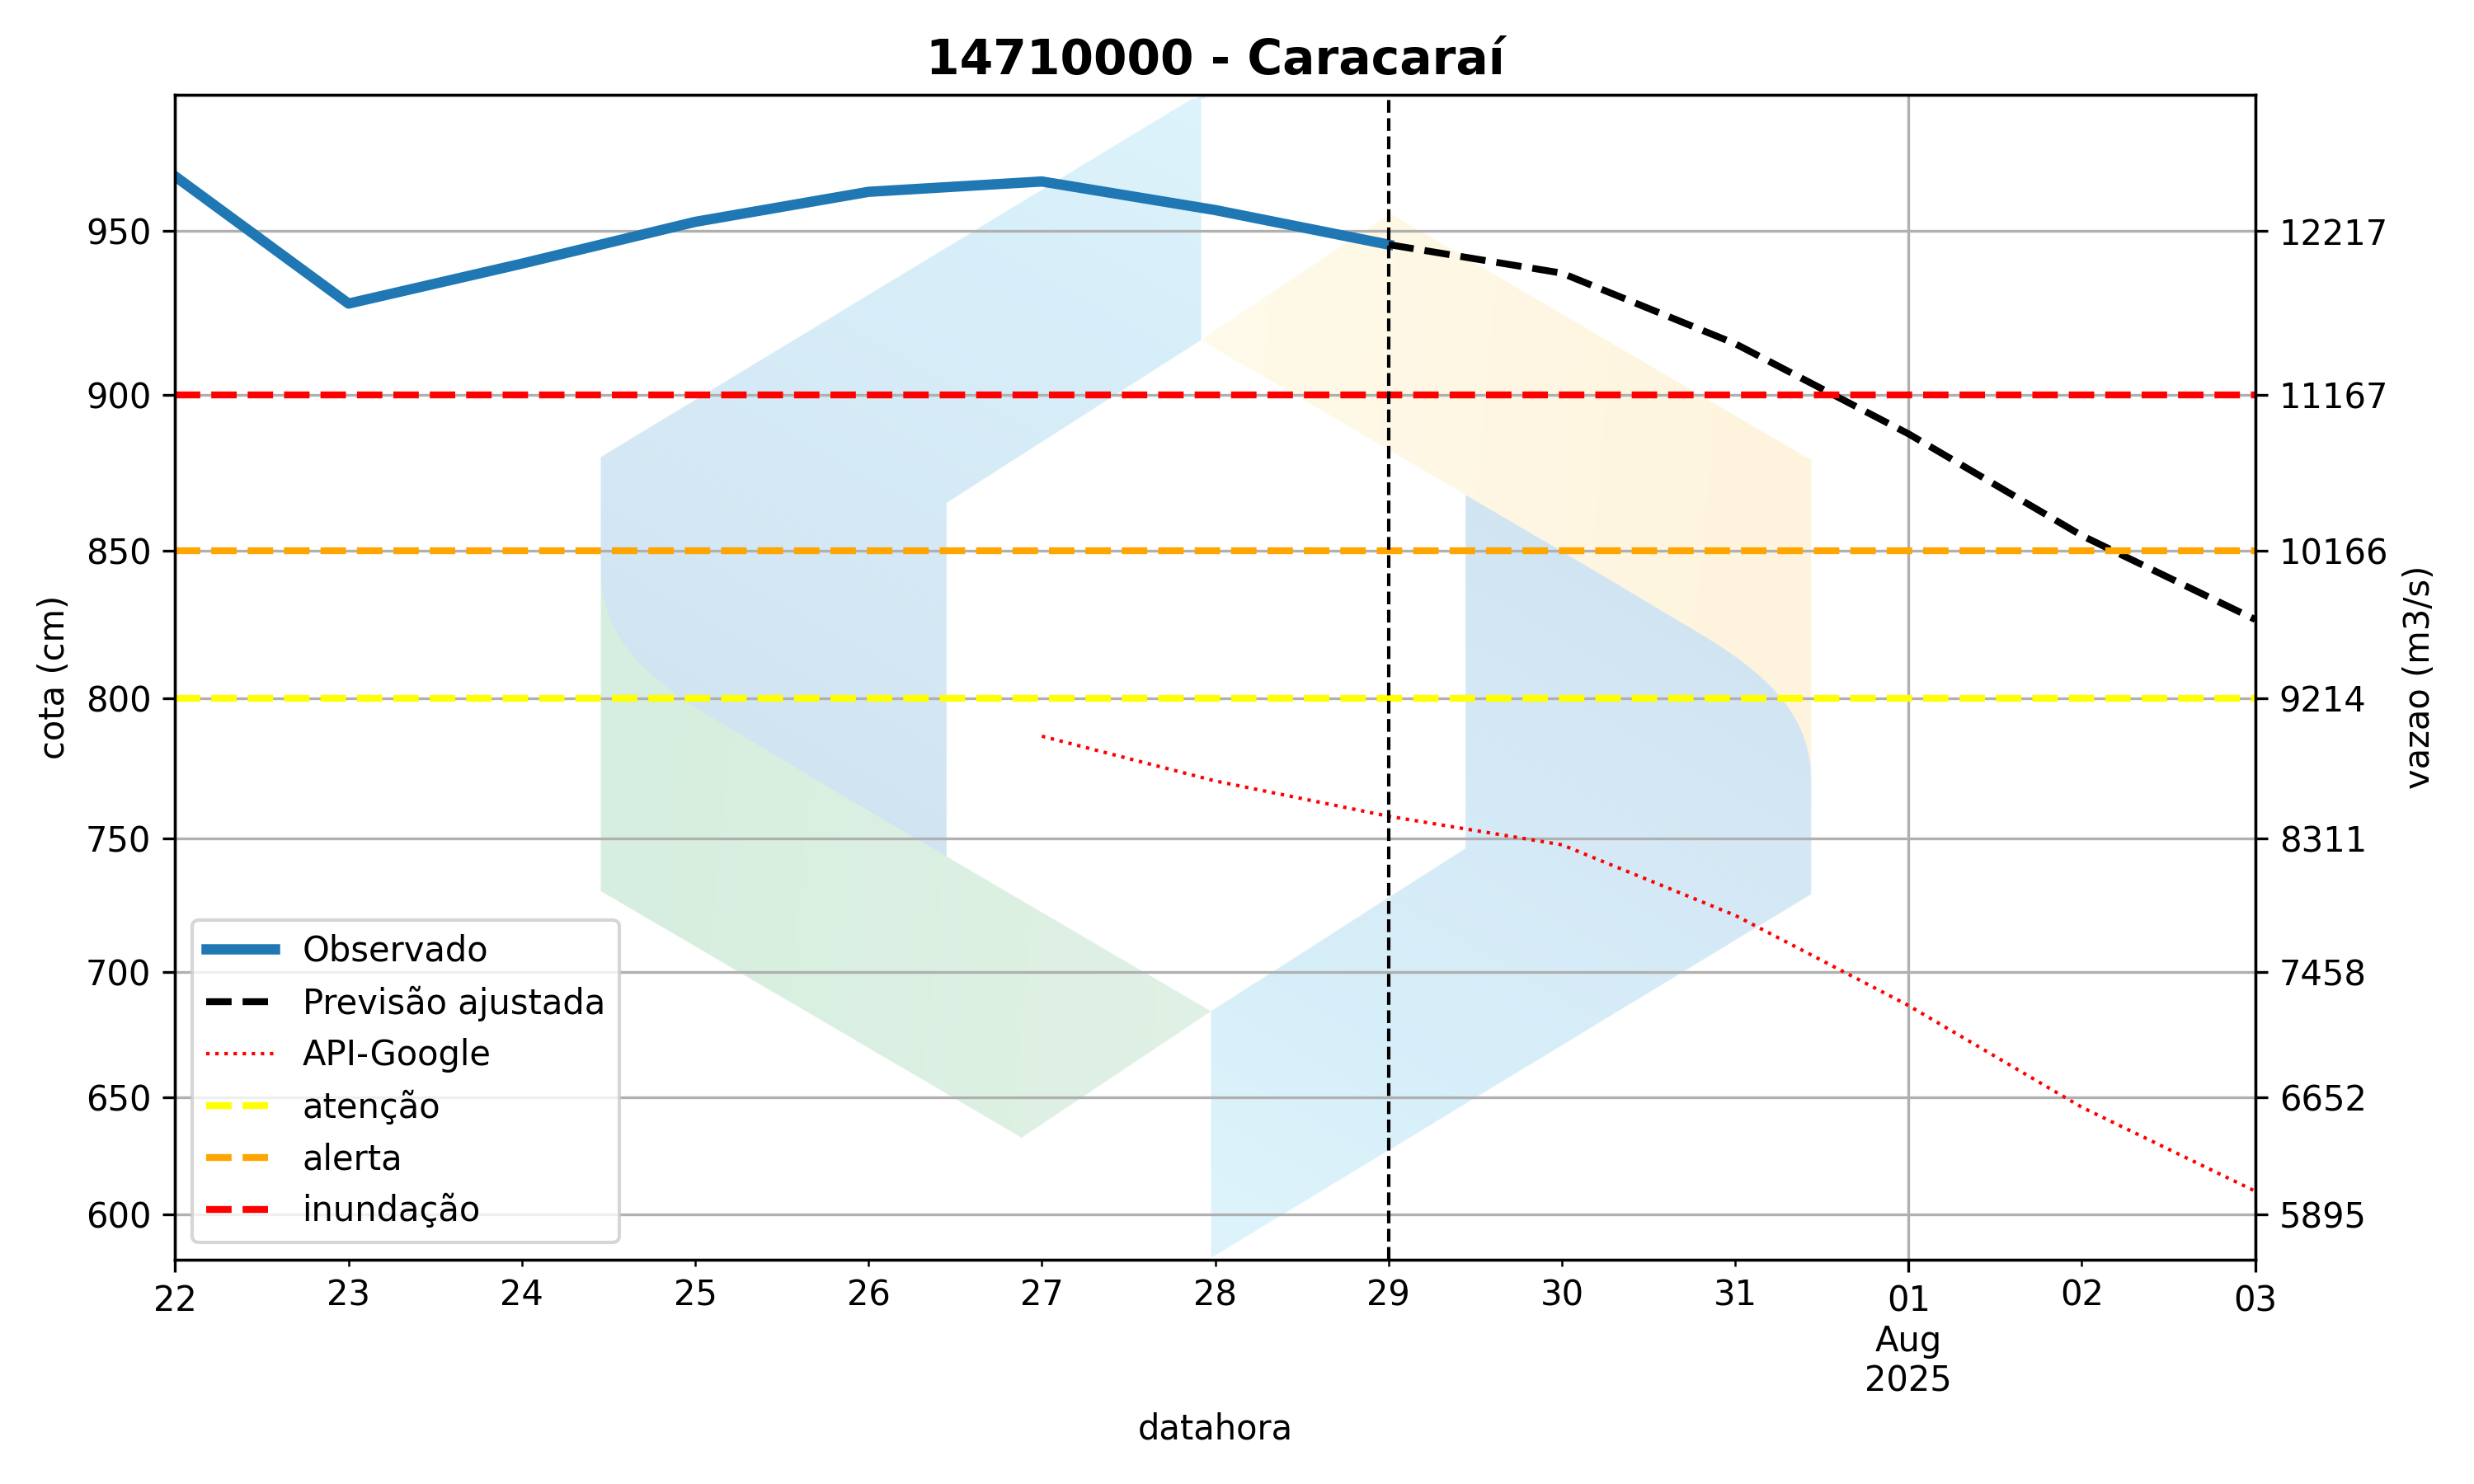 14710000 - Caracaraí
cota (cm)
950
900
850
800
750
700
650
600
12217
11167
10166
9214
8311
7458
6652
5895
vazao (m3/s)
Observado
Previsão ajustada
API-Google
atenção
alerta
inundação
22 23 24 25 26 27 28 29 30 31 01 02 03
Aug
2025
datahora